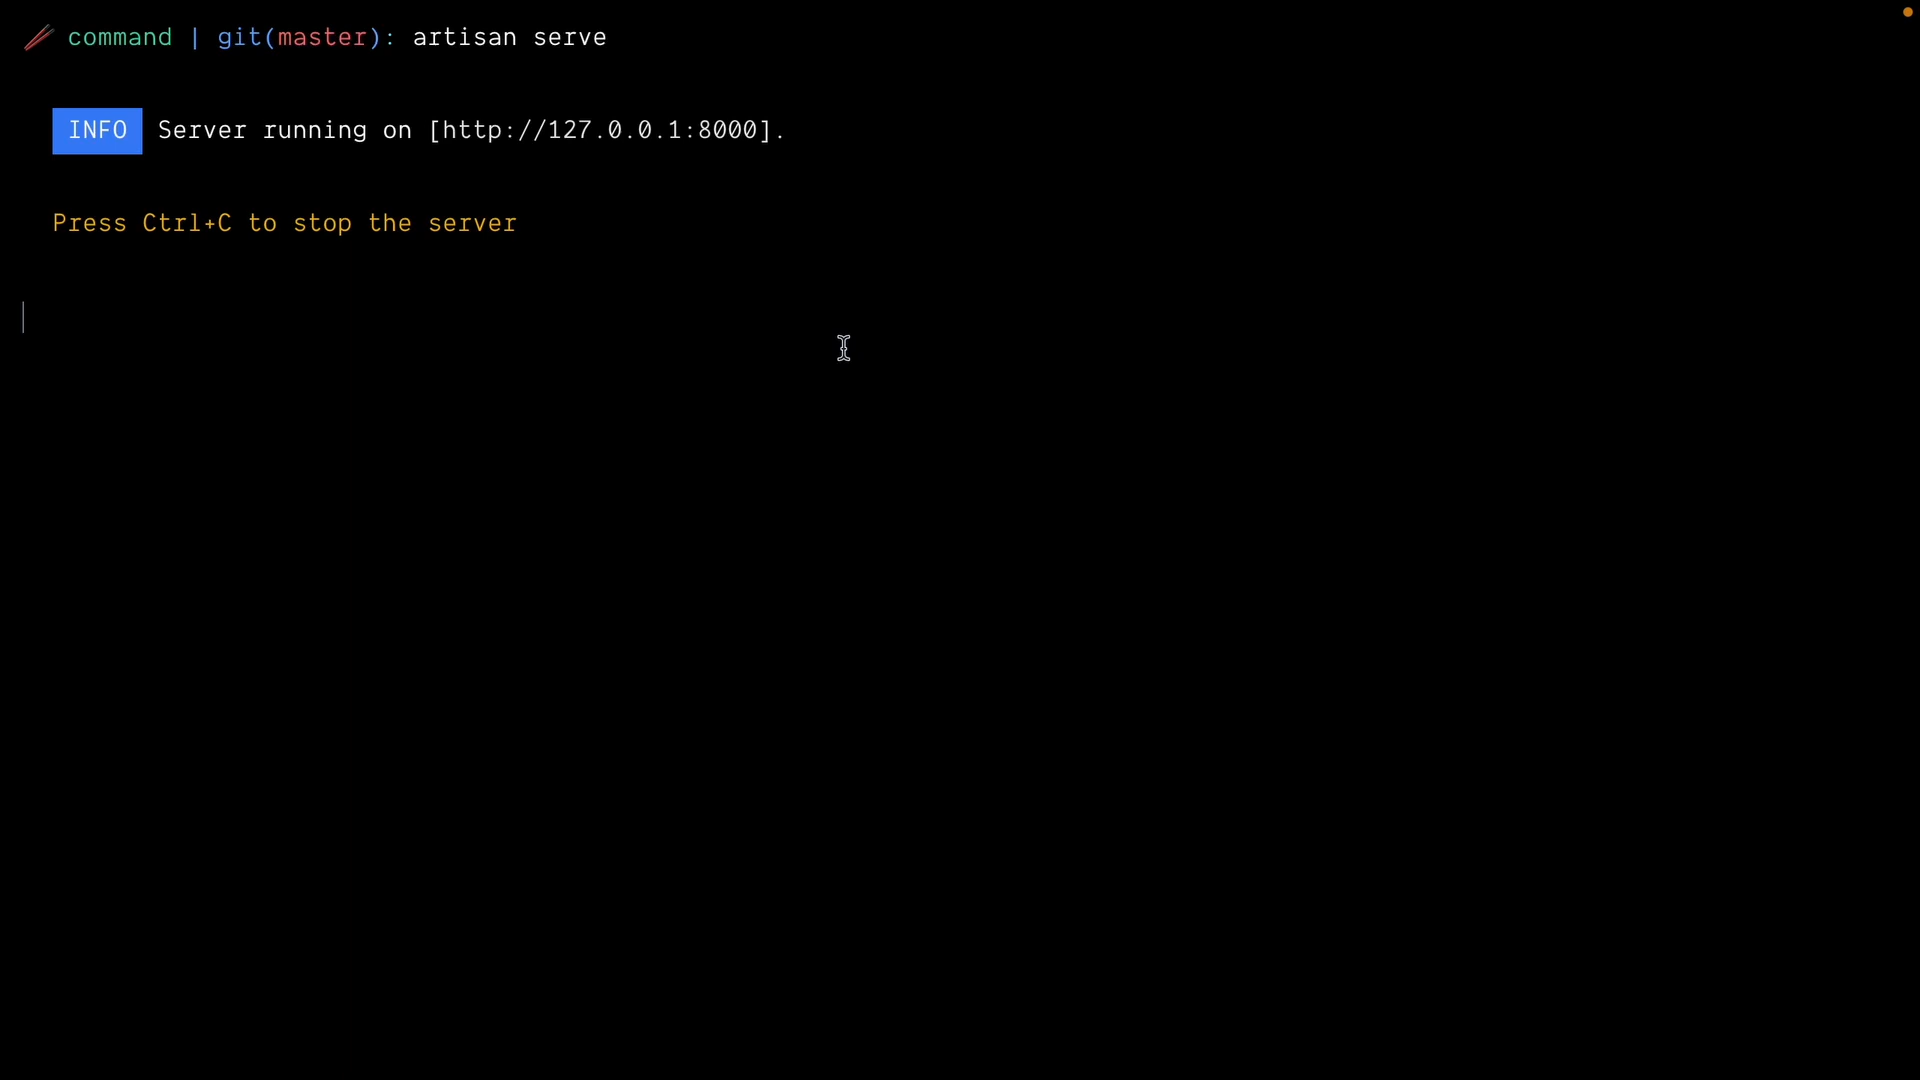 command | git(master): artisan serve
INFO Server running on [http://127.0.0.1:8000].
Press Ctrl+C to stop the server